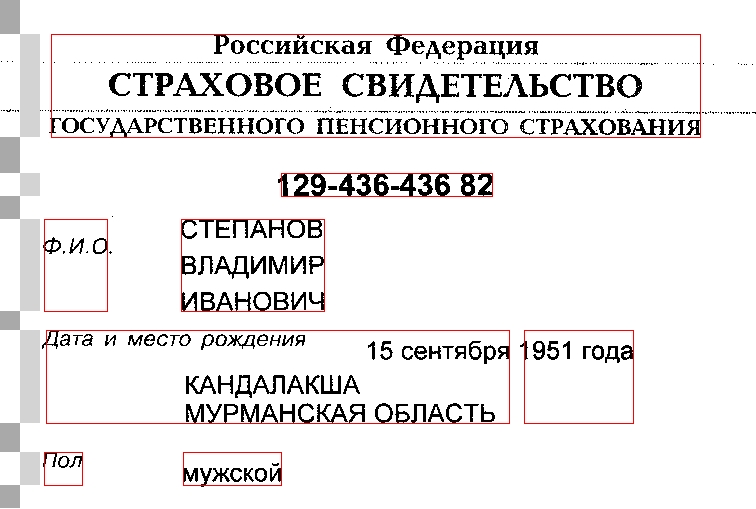 Российская Федерация
СТРАХОВОЕ СВИДЕТЕЛЬСТВО
ГОСУДАРСТВЕННОГО ПЕНСИОННОГО СТРАХОВАНИЯ
129-436-436 82
Ф.И.О. СТЕПАНОВ
ВЛАДИМИР
ИВАНОВИЧ
Дата и место рождения 15 сентября 1951 года
КАНДАЛАКША
МУРМАНСКАЯ ОБЛАСТЬ
Пол мужской